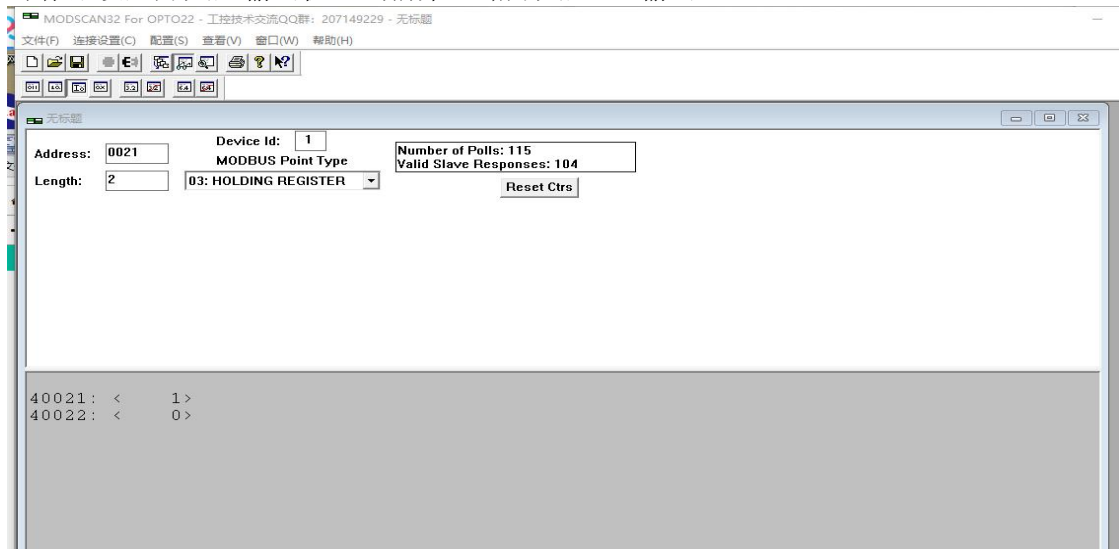 MODSCAN32 For OPTO22 - 工控技术交流QQ群：207149229 - 无标题
文件(F) 连接设置(C) 配置(S) 查看(V) 窗口(W) 帮助(H)
无标题
Device Id: 1
Address: 0021
MODBUS Point Type
Number of Polls: 115
Valid Slave Responses: 104
Length: 2
03: HOLDING REGISTER
Reset Ctrs
40021: < 1>
40022: < 0>